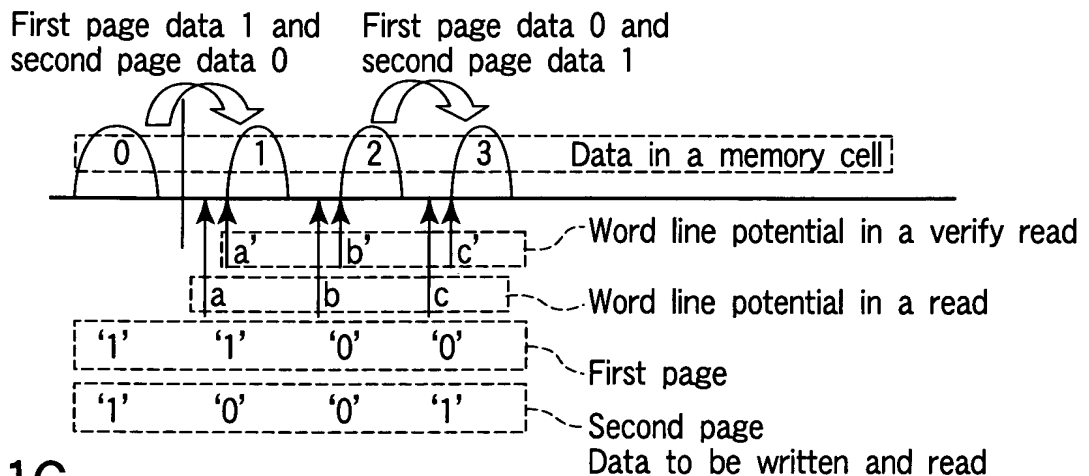 First page data 1 and
second page data 0
First page data 0 and
second page data 1
0 1 2 3 Data in a memory cell
a' b' c' Word line potential in a verify read
a b c Word line potential in a read
‘1’ ‘1’ ‘0’ ‘0’
First page
‘1’ ‘0’ ‘0’ ‘1’
Second page
Data to be written and read